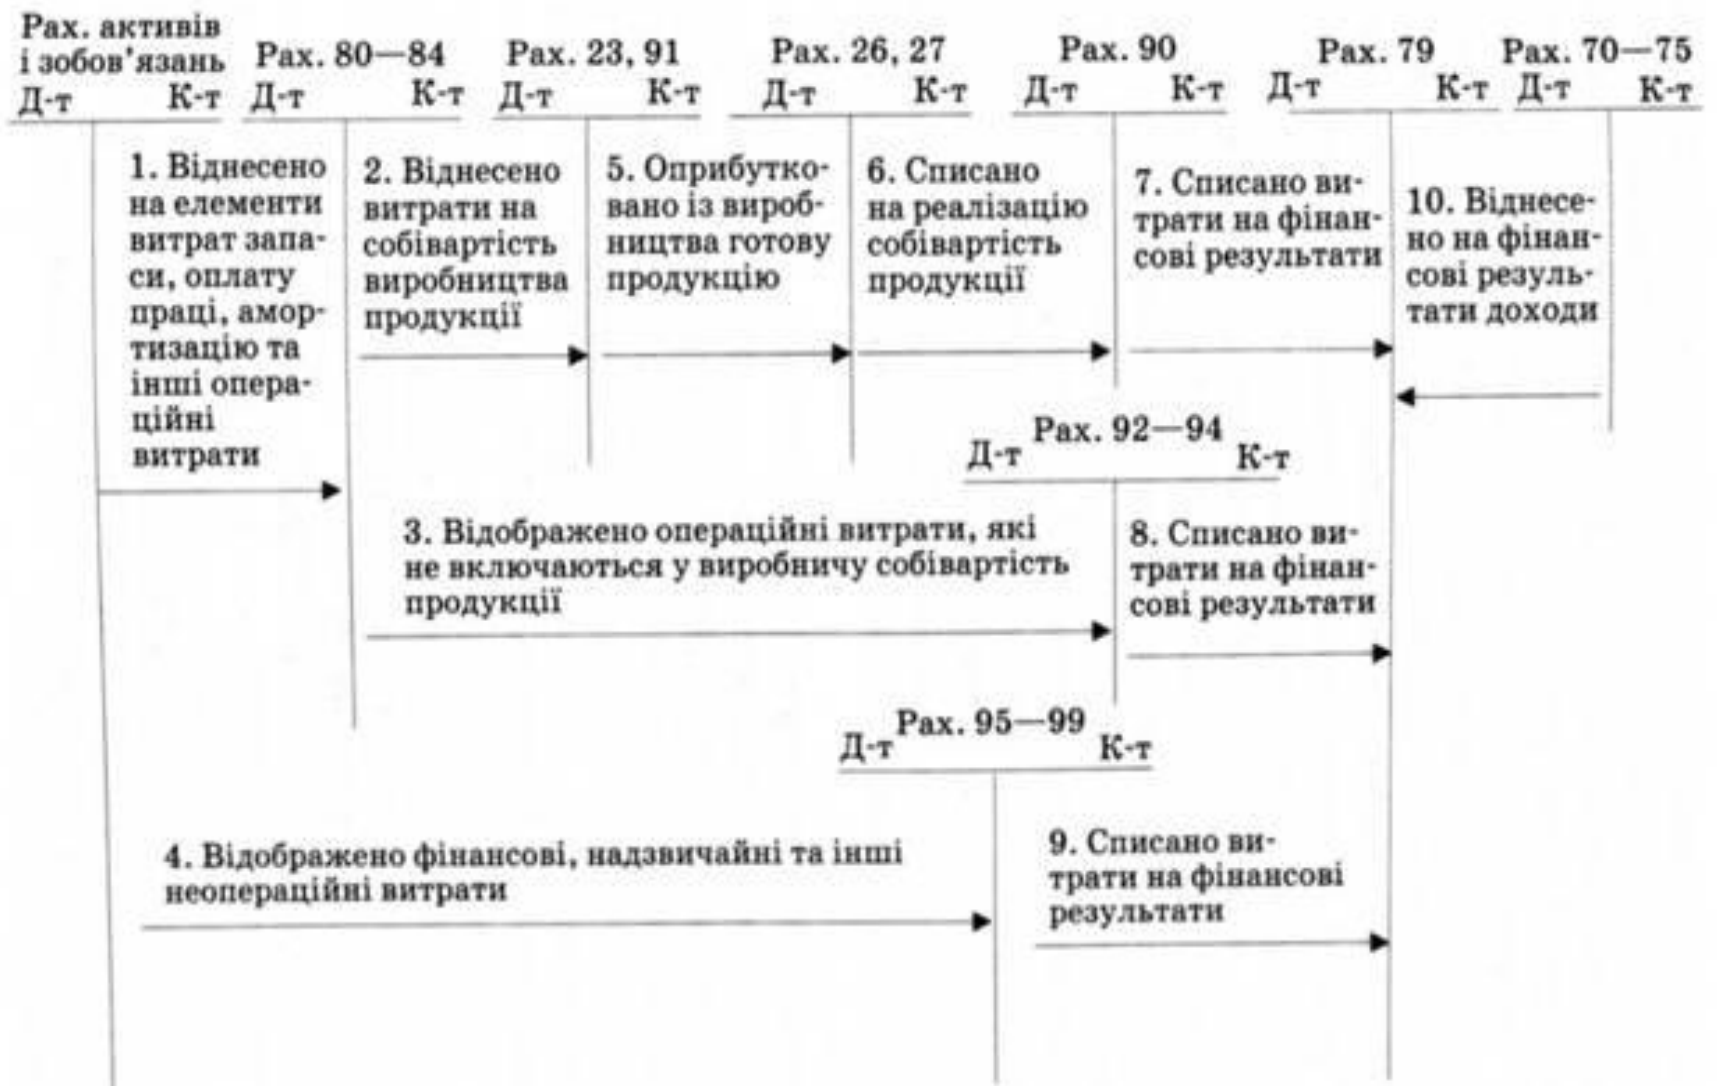 Рах. активів
і зобов'язань
Д-т К-т
Рах. 80—84
Д-т К-т
Рах. 23, 91
Д-т К-т
Рах. 26, 27
Д-т К-т
Рах. 90
Д-т К-т
Рах. 79
Д-т К-т
Рах. 70—75
Д-т К-т
1. Віднесено
на елементи
витрат запа-
си, оплату
праці, амор-
тизацію та
інші опера-
ційні
витрати
2. Віднесено
витрати на
собівартість
виробництва
продукції
5. Оприбутко-
вано із вироб-
ництва готову
продукцію
6. Списано
на реалізацію
собівартість
продукції
7. Списано ви-
трати на фінан-
сові результати
10. Віднесе-
но на фінан-
сові резуль-
тати доходи
Рах. 92—94
Д-т К-т
3. Відображено операційні витрати, які
не включаються у виробничу собівартість
продукції
8. Списано ви-
трати на фінан-
сові результати
Рах. 95—99
Д-т К-т
4. Відображено фінансові, надзвичайні та інші
неопераційні витрати
9. Списано ви-
трати на фінансові
результати